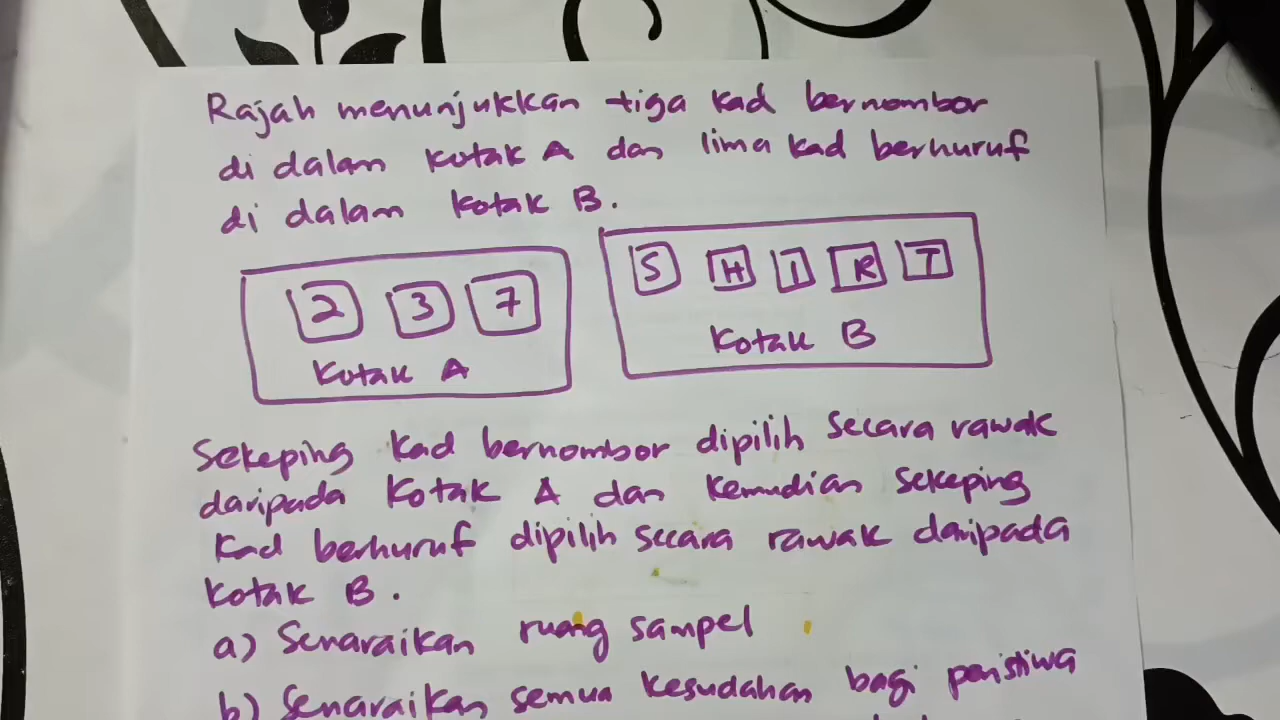 Rajah menunjukkan tiga kad bernombor
di dalam kotak A dan lima kad berhuruf
di dalam kotak B.
2 3 7
Kotak A
S H I R T
Kotak B
Sekeping kad bernombor dipilih secara rawak
daripada kotak A dan kemudian sekeping
kad berhuruf dipilih secara rawak daripada
kotak B.
a) Senaraikan ruang sampel
b) Senaraikan semua kesudahan bagi peristiwa